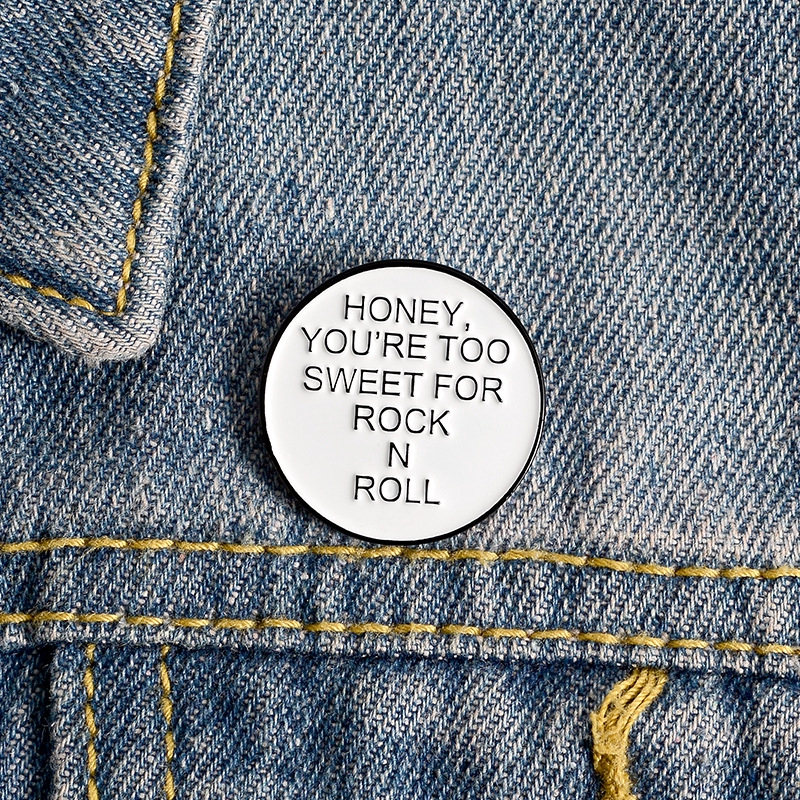 HONEY,
YOU'RE TOO
SWEET FOR
ROCK
N
ROLL